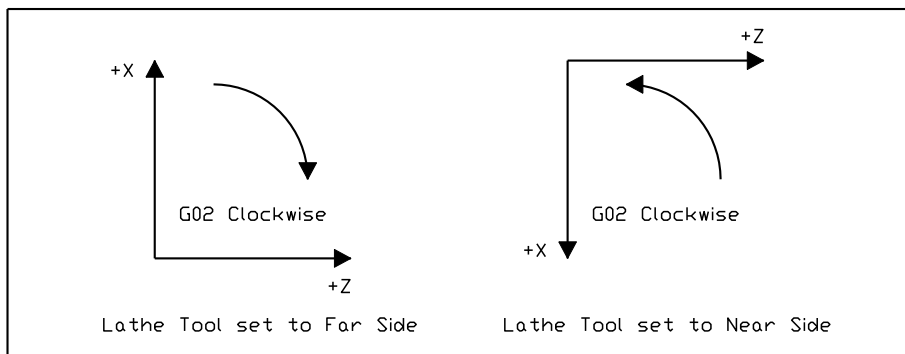 +X
G02 Clockwise
+Z
Lathe Tool set to Far Side
+Z
G02 Clockwise
+X
Lathe Tool set to Near Side